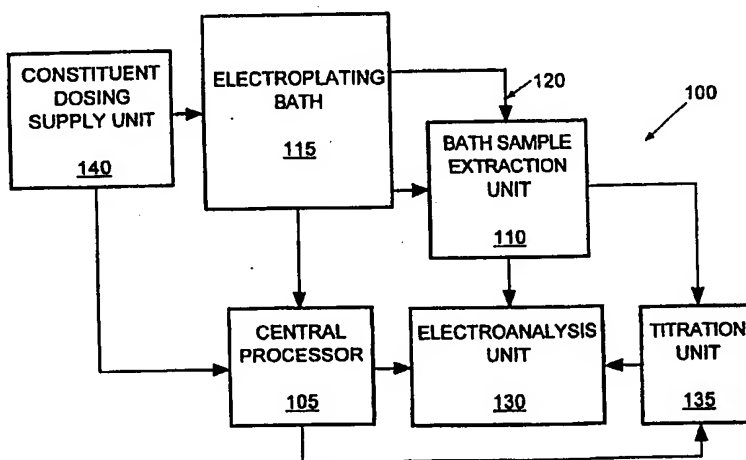 CONSTITUENT
DOSING
SUPPLY UNIT
140
ELECTROPLATING
BATH
115
120
100
BATH SAMPLE
EXTRACTION
UNIT
110
CENTRAL
PROCESSOR
105
ELECTROANALYSIS
UNIT
130
TITRATION
UNIT
135